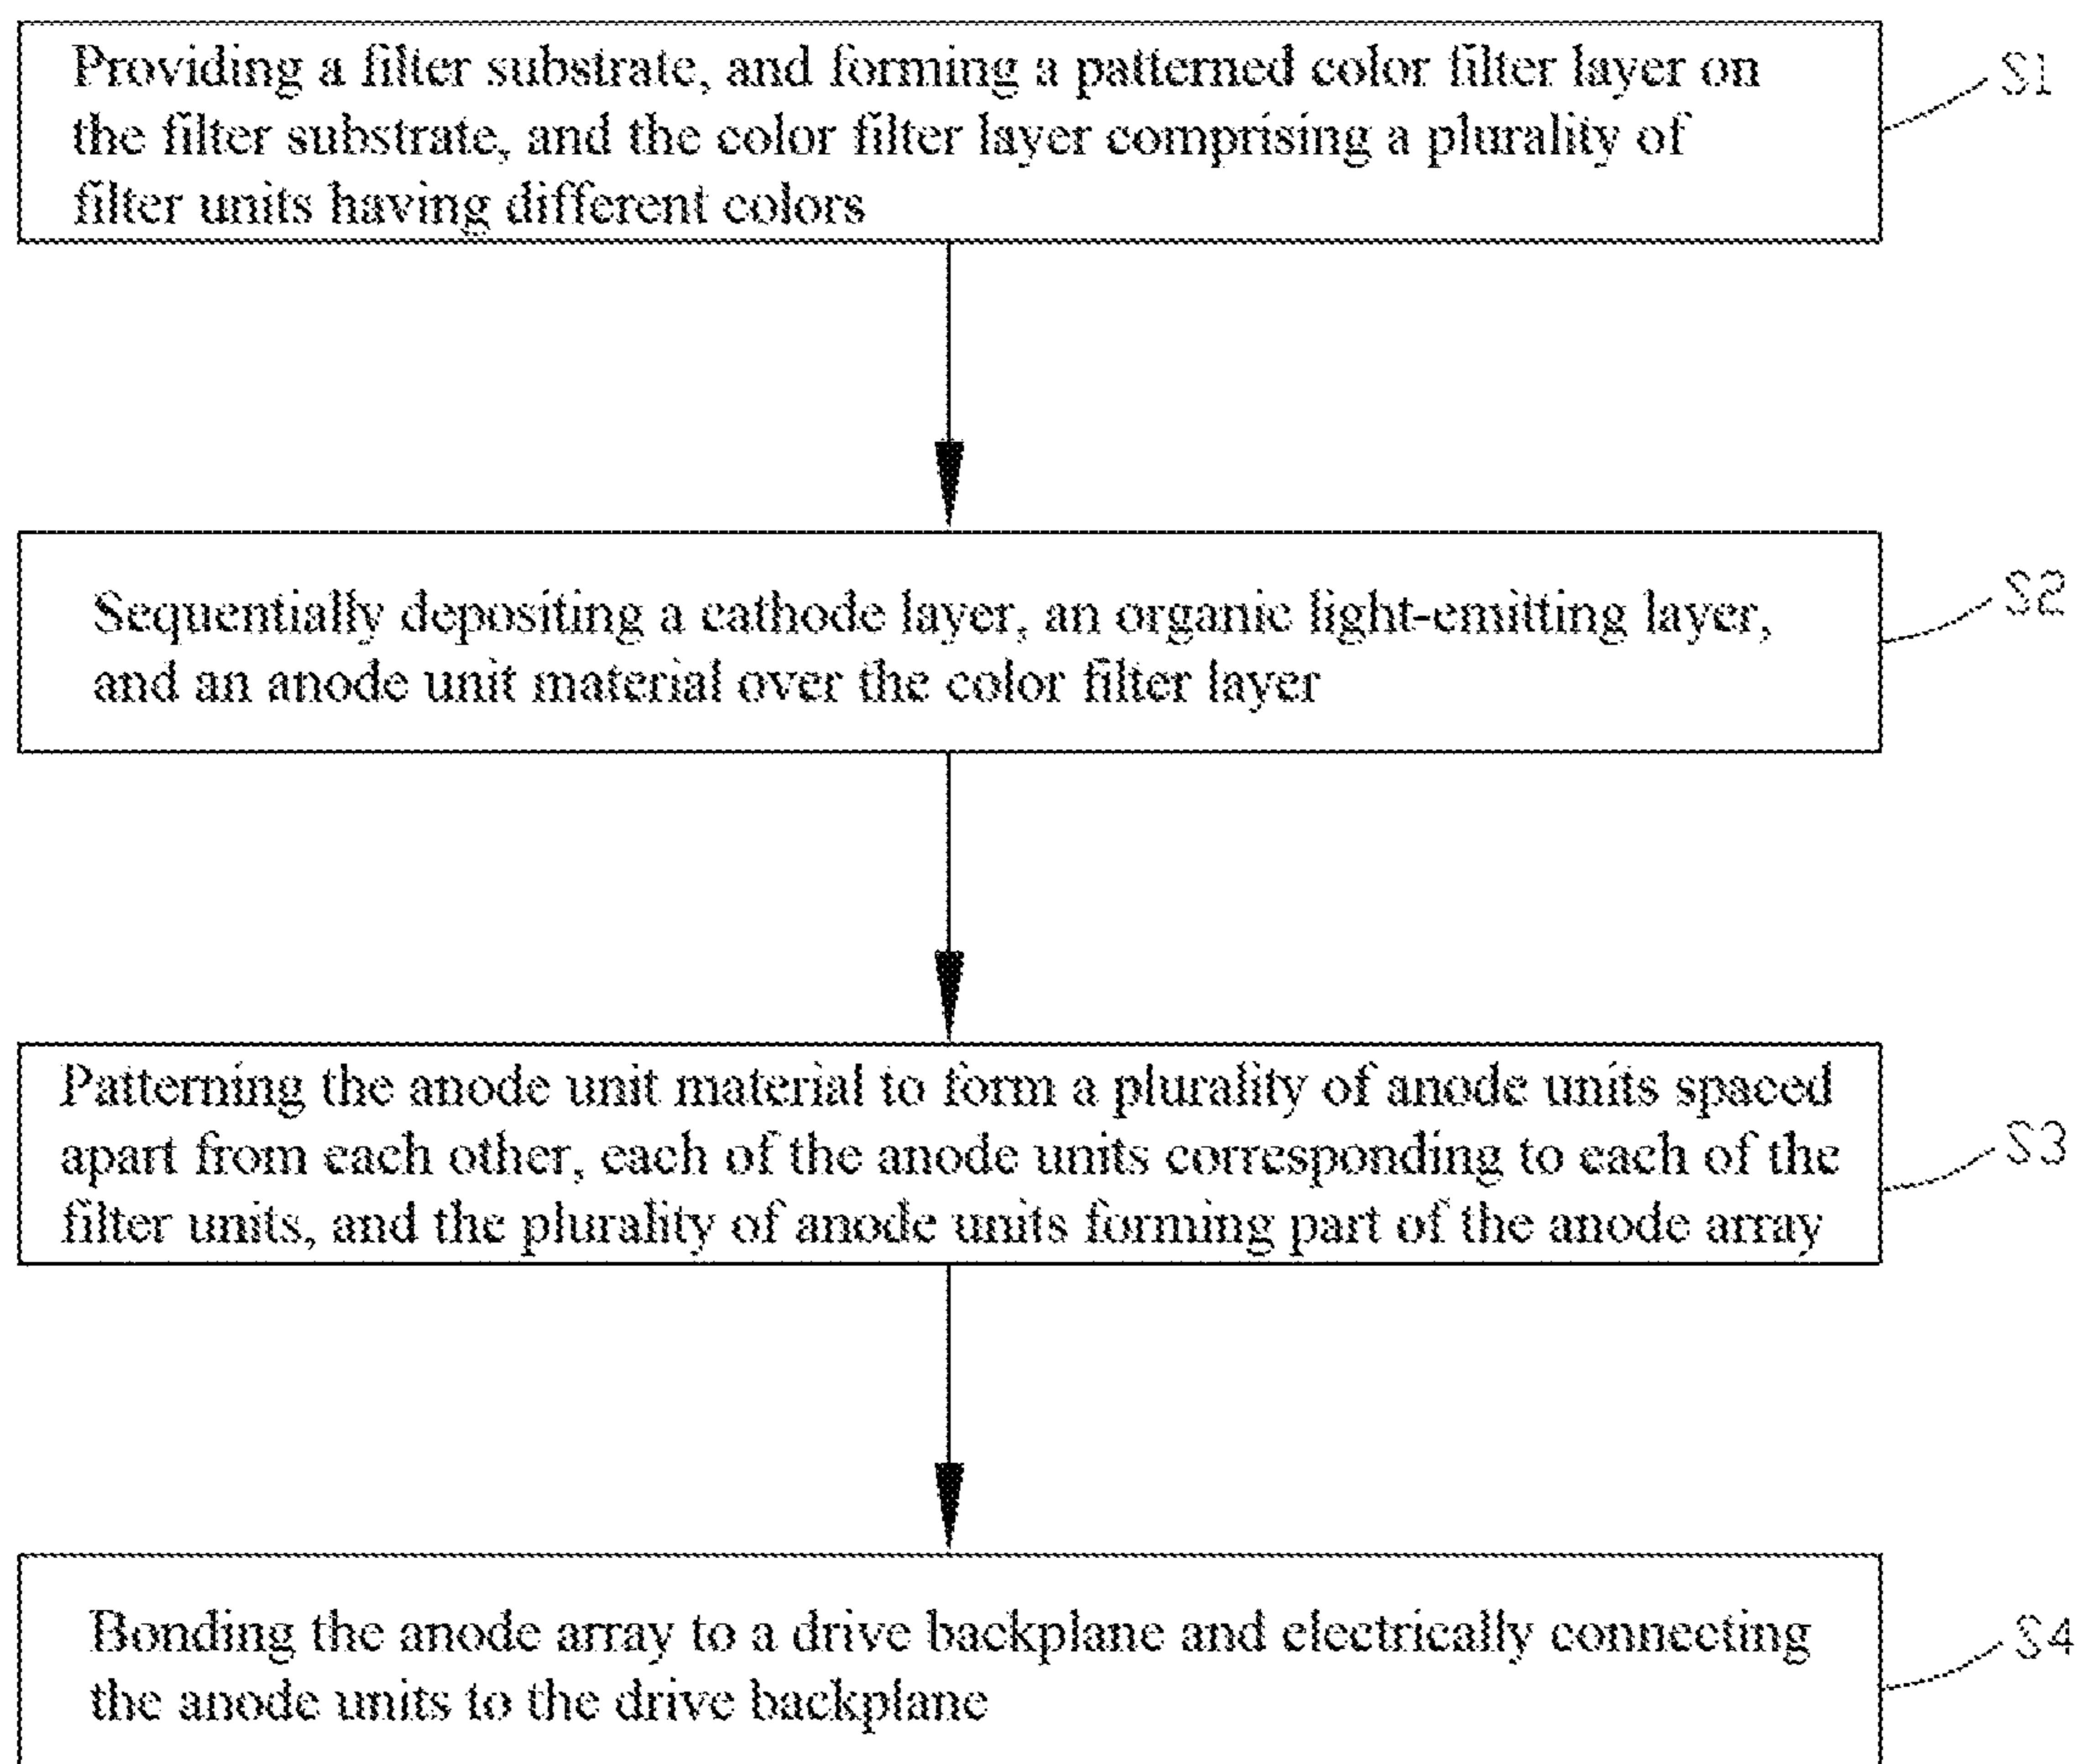 Providing a filter substrate, and forming a patterned color filter layer on
the filter substrate, and the color filter layer comprising a plurality of
filter units having different colors
S1
Sequentially depositing a cathode layer, an organic light-emitting layer,
and an anode unit material over the color filter layer
S2
Patterning the anode unit material to form a plurality of anode units spaced
apart from each other, each of the anode units corresponding to each of the
filter units, and the plurality of anode units forming part of the anode array
S3
Bonding the anode array to a drive backplane and electrically connecting
the anode units to the drive backplane
S4